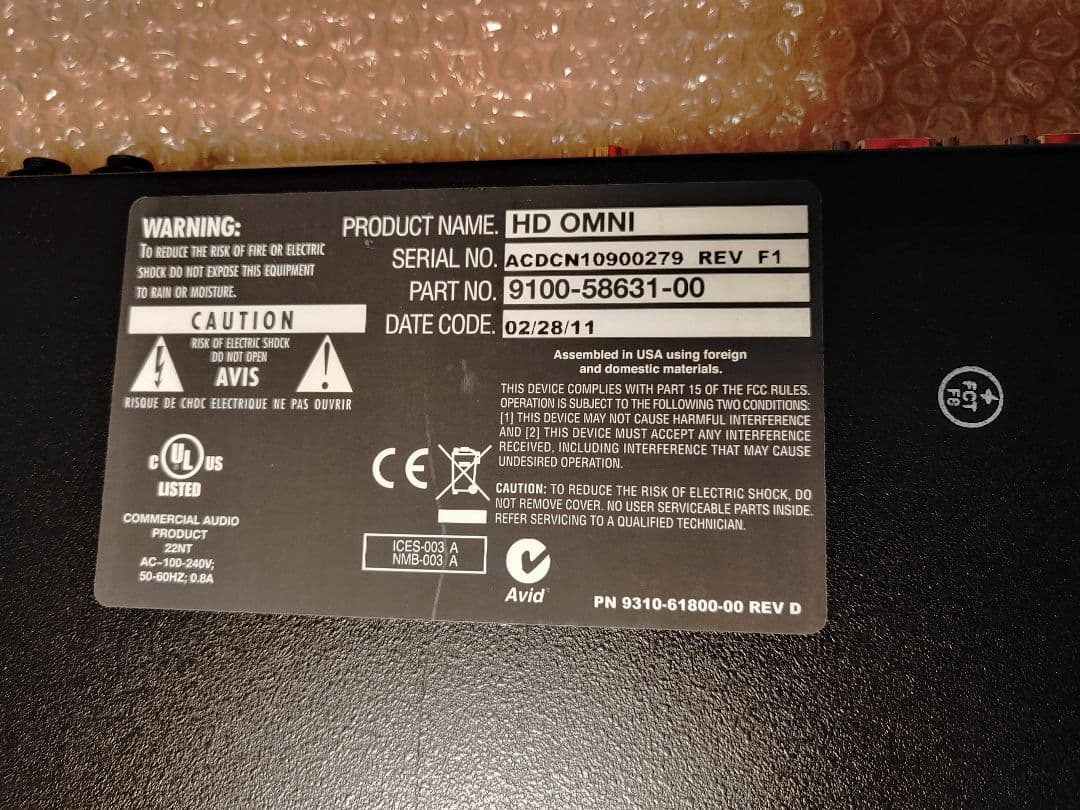 WARNING:
TO REDUCE THE RISK OF FIRE OR ELECTRIC
SHOCK DO NOT EXPOSE THIS EQUIPMENT
TO RAIN OR MOISTURE.
CAUTION
RISK OF ELECTRIC SHOCK
DO NOT OPEN
AVIS
RISQUE DE CHOC ELECTRIQUE NE PAS OUVRIR
C UL US
LISTED
COMMERCIAL AUDIO
PRODUCT
22NT
AC~100-240V;
50-60HZ; 0.8A
PRODUCT NAME. HD OMNI
SERIAL NO. ACDCN10900279 REV F1
PART NO. 9100-58631-00
DATE CODE. 02/28/11
Assembled in USA using foreign
and domestic materials.
THIS DEVICE COMPLIES WITH PART 15 OF THE FCC RULES.
OPERATION IS SUBJECT TO THE FOLLOWING TWO CONDITIONS:
[1] THIS DEVICE MAY NOT CAUSE HARMFUL INTERFERENCE
AND [2] THIS DEVICE MUST ACCEPT ANY INTERFERENCE
RECEIVED, INCLUDING INTERFERENCE THAT MAY CAUSE
UNDESIRED OPERATION.
CE
CAUTION: TO REDUCE THE RISK OF ELECTRIC SHOCK, DO
NOT REMOVE COVER. NO USER SERVICEABLE PARTS INSIDE.
REFER SERVICING TO A QUALIFIED TECHNICIAN.
ICES-003 A
NMB-003 A
Avid
PN 9310-61800-00 REV D
4
FCT